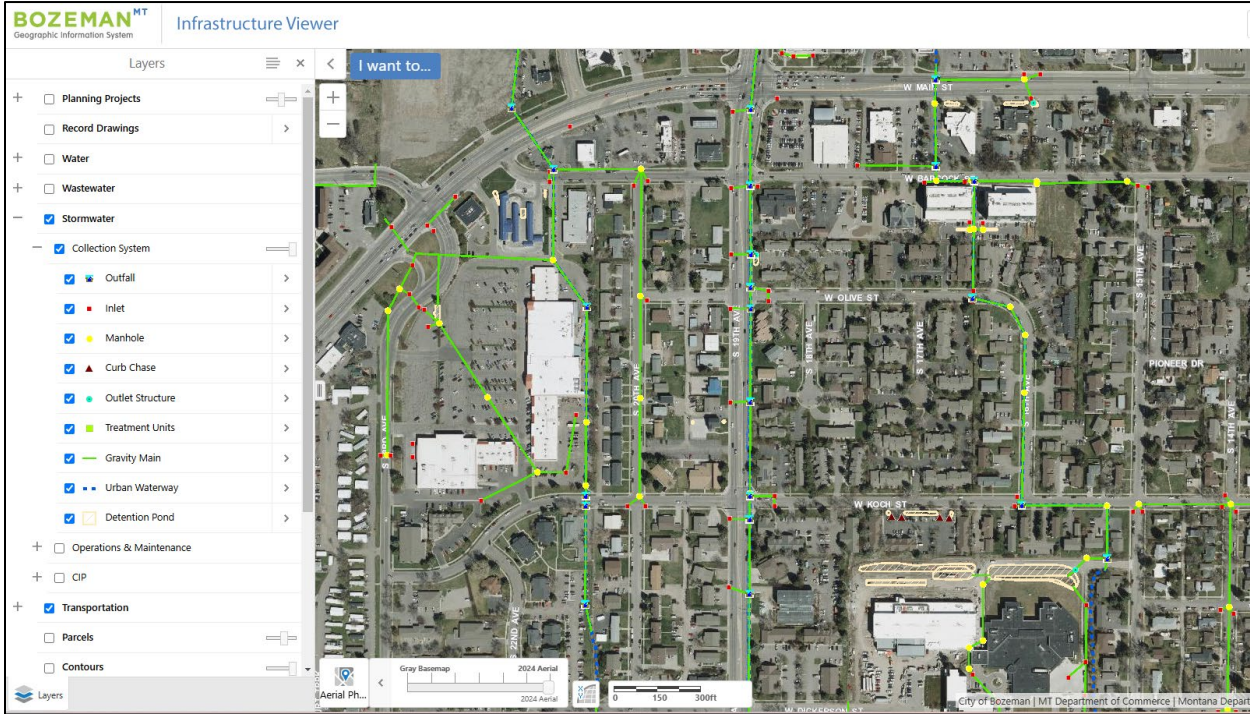 BOZEMAN MT
Geographic Information System
Infrastructure Viewer
Layers
I want to...
Planning Projects
Record Drawings
Water
Wastewater
Stormwater
Collection System
Outfall
Inlet
Manhole
Curb Chase
Outlet Structure
Treatment Units
Gravity Main
Urban Waterway
Detention Pond
Operations & Maintenance
CIP
Transportation
Parcels
Contours
Layers
W MAIN ST
W BABCOCK ST
W OLIVE ST
S 15TH AVE
S 19TH AVE
S 18TH AVE
S 17TH AVE
S 20TH AVE
PIONEER DR
S 14TH AVE
W KOCH ST
S 22ND AVE
W DICKERSON ST
Aerial Ph...
Gray Basemap
2024 Aerial
2024 Aerial
0 150 300ft
City of Bozeman | MT Department of Commerce | Montana Depar